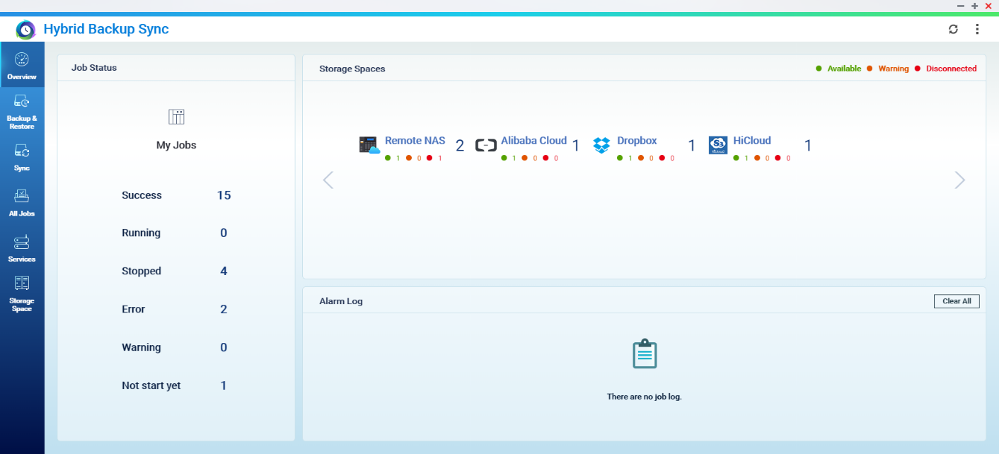 Hybrid Backup Sync
Overview
Backup &
Restore
Sync
All Jobs
Services
Storage
Space
Job Status
My Jobs
Success 15
Running 0
Stopped 4
Error 2
Warning 0
Not start yet 1
Storage Spaces
Available Warning Disconnected
Remote NAS 2
1 0 1
Alibaba Cloud 1
1 0 0
Dropbox 1
1 0 0
S3
HiCloud
HiCloud 1
1 0 0
Alarm Log
Clear All
There are no job log.